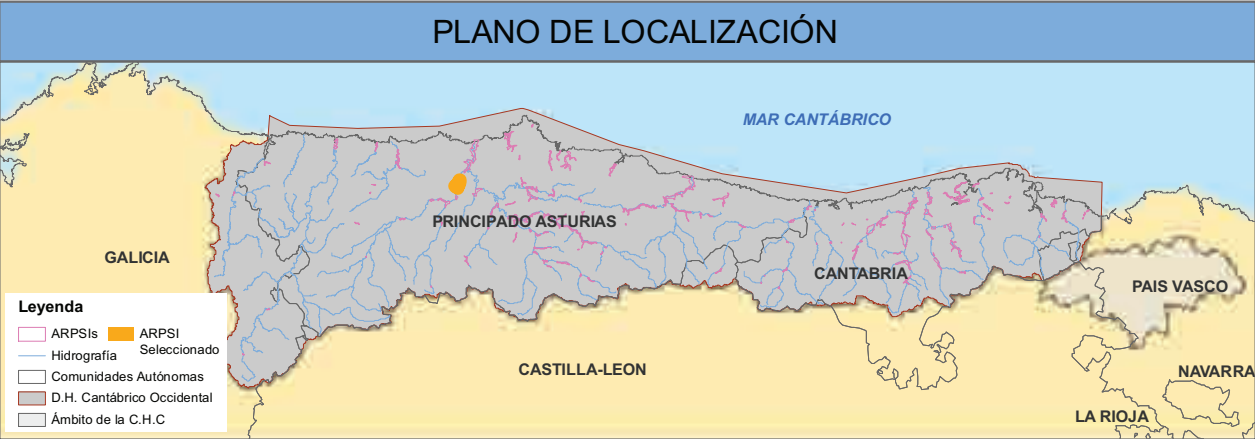 PLANO DE LOCALIZACIÓN
MAR CANTÁBRICO
PRINCIPADO ASTURIAS
GALICIA
CANTABRIA
PAIS VASCO
CASTILLA-LEON
NAVARRA
LA RIOJA
Leyenda
ARPSIs
ARPSI
Seleccionado
Hidrografía
Comunidades Autónomas
D.H. Cantábrico Occidental
Ámbito de la C.H.C